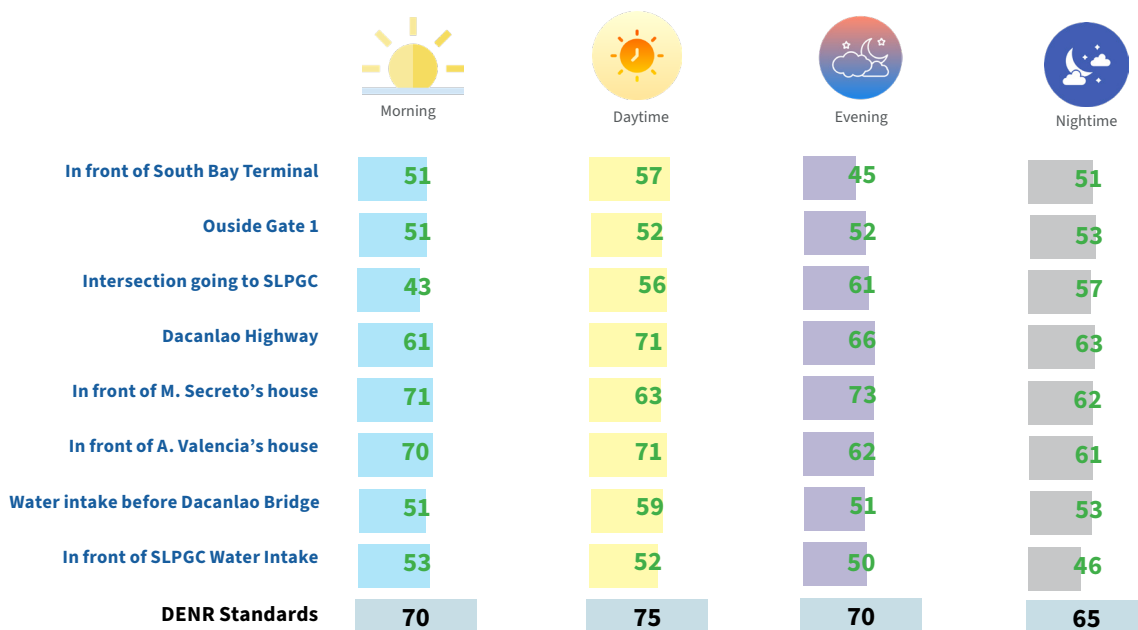 Morning Daytime Evening Nightime
In front of South Bay Terminal 51 57 45 51
Ouside Gate 1 51 52 52 53
Intersection going to SLPGC 43 56 61 57
Dacanlao Highway 61 71 66 63
In front of M. Secreto’s house 71 63 73 62
In front of A. Valencia’s house 70 71 62 61
Water intake before Dacanlao Bridge 51 59 51 53
In front of SLPGC Water Intake 53 52 50 46
DENR Standards 70 75 70 65